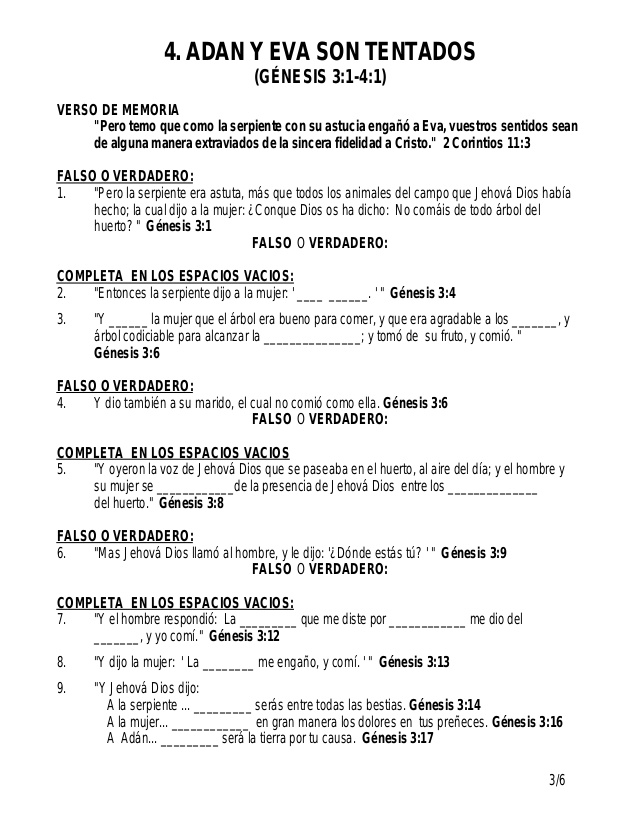 4. ADAN Y EVA SON TENTADOS
(GÉNESIS 3:1-4:1)
VERSO DE MEMORIA
"Pero temo que como la serpiente con su astucia engañó a Eva, vuestros sentidos sean
de alguna manera extraviados de la sincera fidelidad a Cristo." 2 Corintios 11:3
FALSO O VERDADERO:
1. "Pero la serpiente era astuta, más que todos los animales del campo que Jehová Dios había
hecho; la cual dijo a la mujer: ¿Conque Dios os ha dicho: No comáis de todo árbol del
huerto? " Génesis 3:1
FALSO O VERDADERO:
COMPLETA EN LOS ESPACIOS VACIOS:
2. "Entonces la serpiente dijo a la mujer: ' ____ ______. ' " Génesis 3:4
3. "Y ______ la mujer que el árbol era bueno para comer, y que era agradable a los _______, y
árbol codiciable para alcanzar la _______________; y tomó de su fruto, y comió. "
Génesis 3:6
FALSO O VERDADERO:
4. Y dio también a su marido, el cual no comió como ella. Génesis 3:6
FALSO O VERDADERO:
COMPLETA EN LOS ESPACIOS VACIOS
5. "Y oyeron la voz de Jehová Dios que se paseaba en el huerto, al aire del día; y el hombre y
su mujer se ____________de la presencia de Jehová Dios entre los ______________
del huerto." Génesis 3:8
FALSO O VERDADERO:
6. "Mas Jehová Dios llamó al hombre, y le dijo: '¿Dónde estás tú? ' " Génesis 3:9
FALSO O VERDADERO:
COMPLETA EN LOS ESPACIOS VACIOS:
7. "Y el hombre respondió: La _________ que me diste por ____________ me dio del
_______, y yo comí." Génesis 3:12
8. "Y dijo la mujer: ' La ________ me engaño, y comí. ' " Génesis 3:13
9. "Y Jehová Dios dijo:
A la serpiente ... _________ serás entre todas las bestias. Génesis 3:14
A la mujer... ____________ en gran manera los dolores en tus preñeces. Génesis 3:16
A Adán... _________ será la tierra por tu causa. Génesis 3:17
3/6